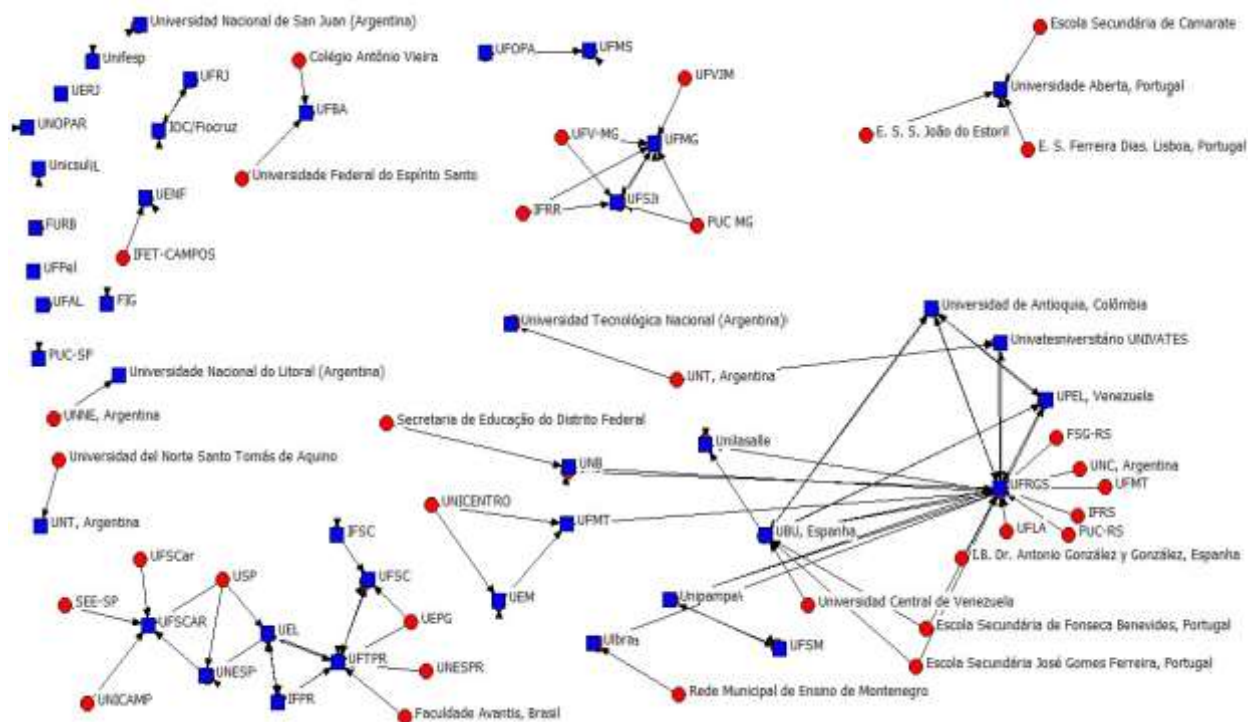 Universidad Nacional de San Juan (Argentina)
Escola Secundária de Camarate
UFOPA
UFMS
Unifesp
Colégio Antônio Vieira
UFRJ
UFVJM
Universidade Aberta, Portugal
UERJ
UFBA
UNOPAR
IOC/Fiocruz
UFV-MG
UFMG
E. S. S. João do Estoril
E. S. Ferreira Dias. Lisboa, Portugal
Universidade Federal do Espírito Santo
UENF
UFSJ
IFRR
PUC MG
FURB
IFET-CAMPOS
UFPel
UFAL
FIG
Universidad de Antioquia, Colômbia
Universidad Tecnológica Nacional (Argentina)
Univatesniversitário UNIVATES
PUC-SP
Universidade Nacional do Litoral (Argentina)
UNT, Argentina
UPEL, Venezuela
UNNE, Argentina
Secretaria de Educação do Distrito Federal
FSG-RS
Unilasalle
Universidad del Norte Santo Tomás de Aquino
UNB
UNC, Argentina
UFRGS
UFMT
UNICENTRO
IFRS
UNT, Argentina
IFSC
UFMT
UBU, Espanha
UFLA
PUC-RS
UFSCar
I.B. Dr. Antonio González y González, Espanha
USP
UFSC
SEE-SP
UEM
Unipampa
Universidad Central de Venezuela
UFSCAR
UEPG
UEL
Escola Secundária de Fonseca Benevides, Portugal
Ulbra
UFSM
UFTPR
UNESP
UNESPR
Escola Secundária José Gomes Ferreira, Portugal
UNICAMP
IFPR
Rede Municipal de Ensino de Montenegro
Faculdade Avantis, Brasil